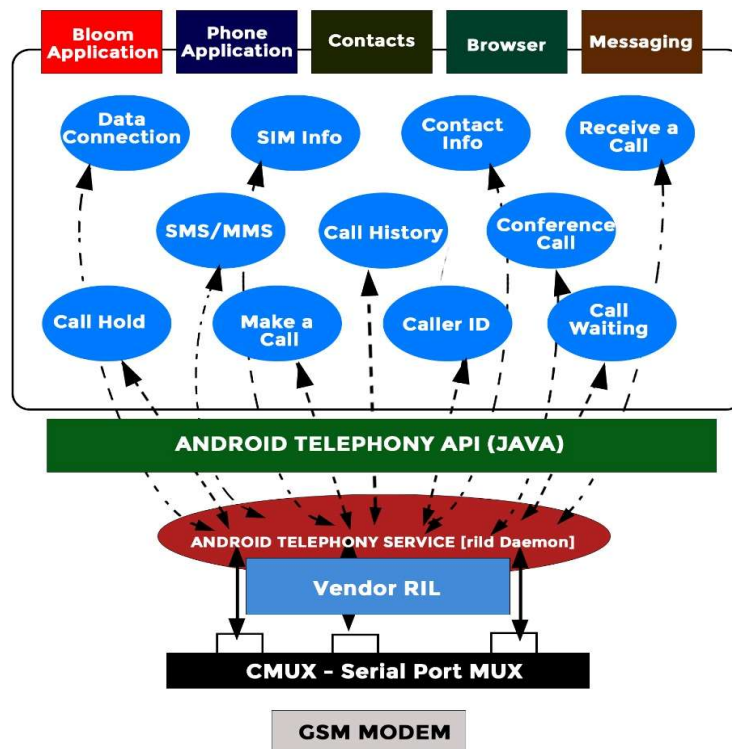 Bloom
Application
Phone
Application
Contacts
Browser
Messaging
Data
Connection
SIM Info
Contact
Info
Receive a
Call
SMS/MMS
Call History
Conference
Call
Call Hold
Make a
Call
Caller ID
Call
Waiting
ANDROID TELEPHONY API (JAVA)
ANDROID TELEPHONY SERVICE [rild Daemon]
Vendor RIL
CMUX - Serial Port MUX
GSM MODEM